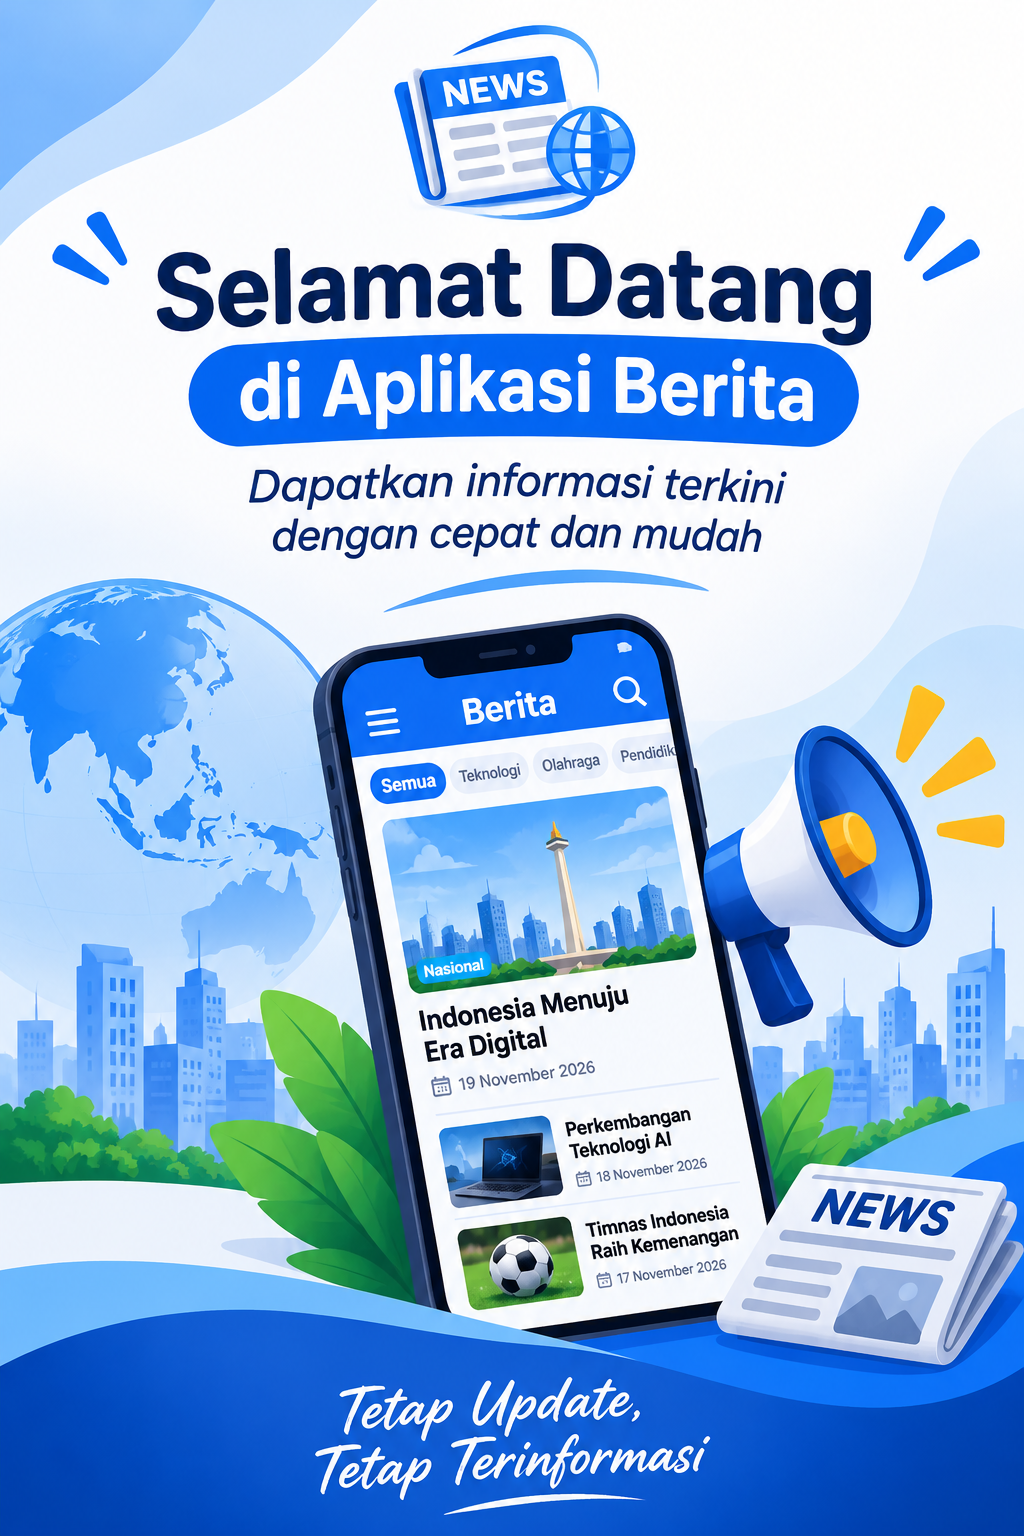 NEWS
Selamat Datang
di Aplikasi Berita
Dapatkan informasi terkini
dengan cepat dan mudah
Berita
Semua
Teknologi
Olahraga
Pendidik
Nasional
Indonesia Menuju
Era Digital
19 November 2026
Perkembangan
Teknologi AI
18 November 2026
Timnas Indonesia
Raih Kemenangan
17 November 2026
NEWS
Tetap Update,
Tetap Terinformasi